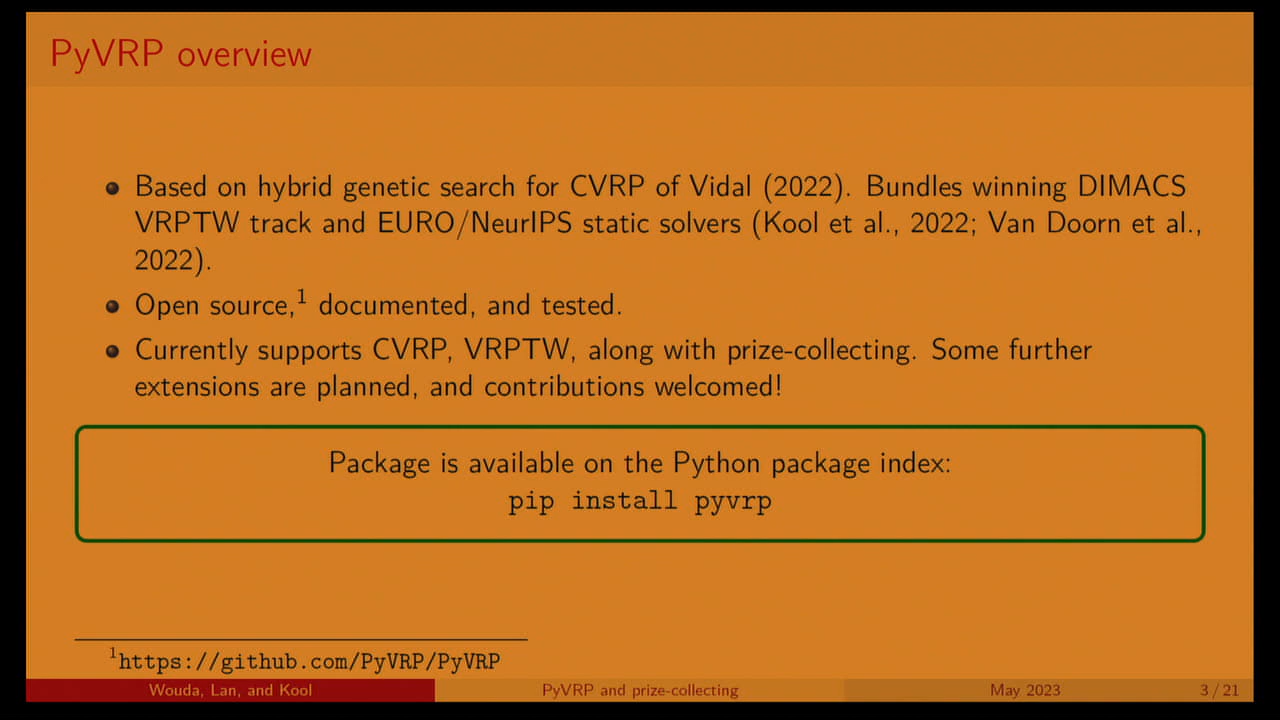 PyVRP overview
Based on hybrid genetic search for CVRP of Vidal (2022). Bundles winning DIMACS
VRPTW track and EURO/NeurIPS static solvers (Kool et al., 2022; Van Doorn et al.,
2022).
Open source,¹ documented, and tested.
Currently supports CVRP, VRPTW, along with prize-collecting. Some further
extensions are planned, and contributions welcomed!
Package is available on the Python package index:
pip install pyvrp
¹https://github.com/PyVRP/PyVRP
Wouda, Lan, and Kool PyVRP and prize-collecting May 2023 3 / 21